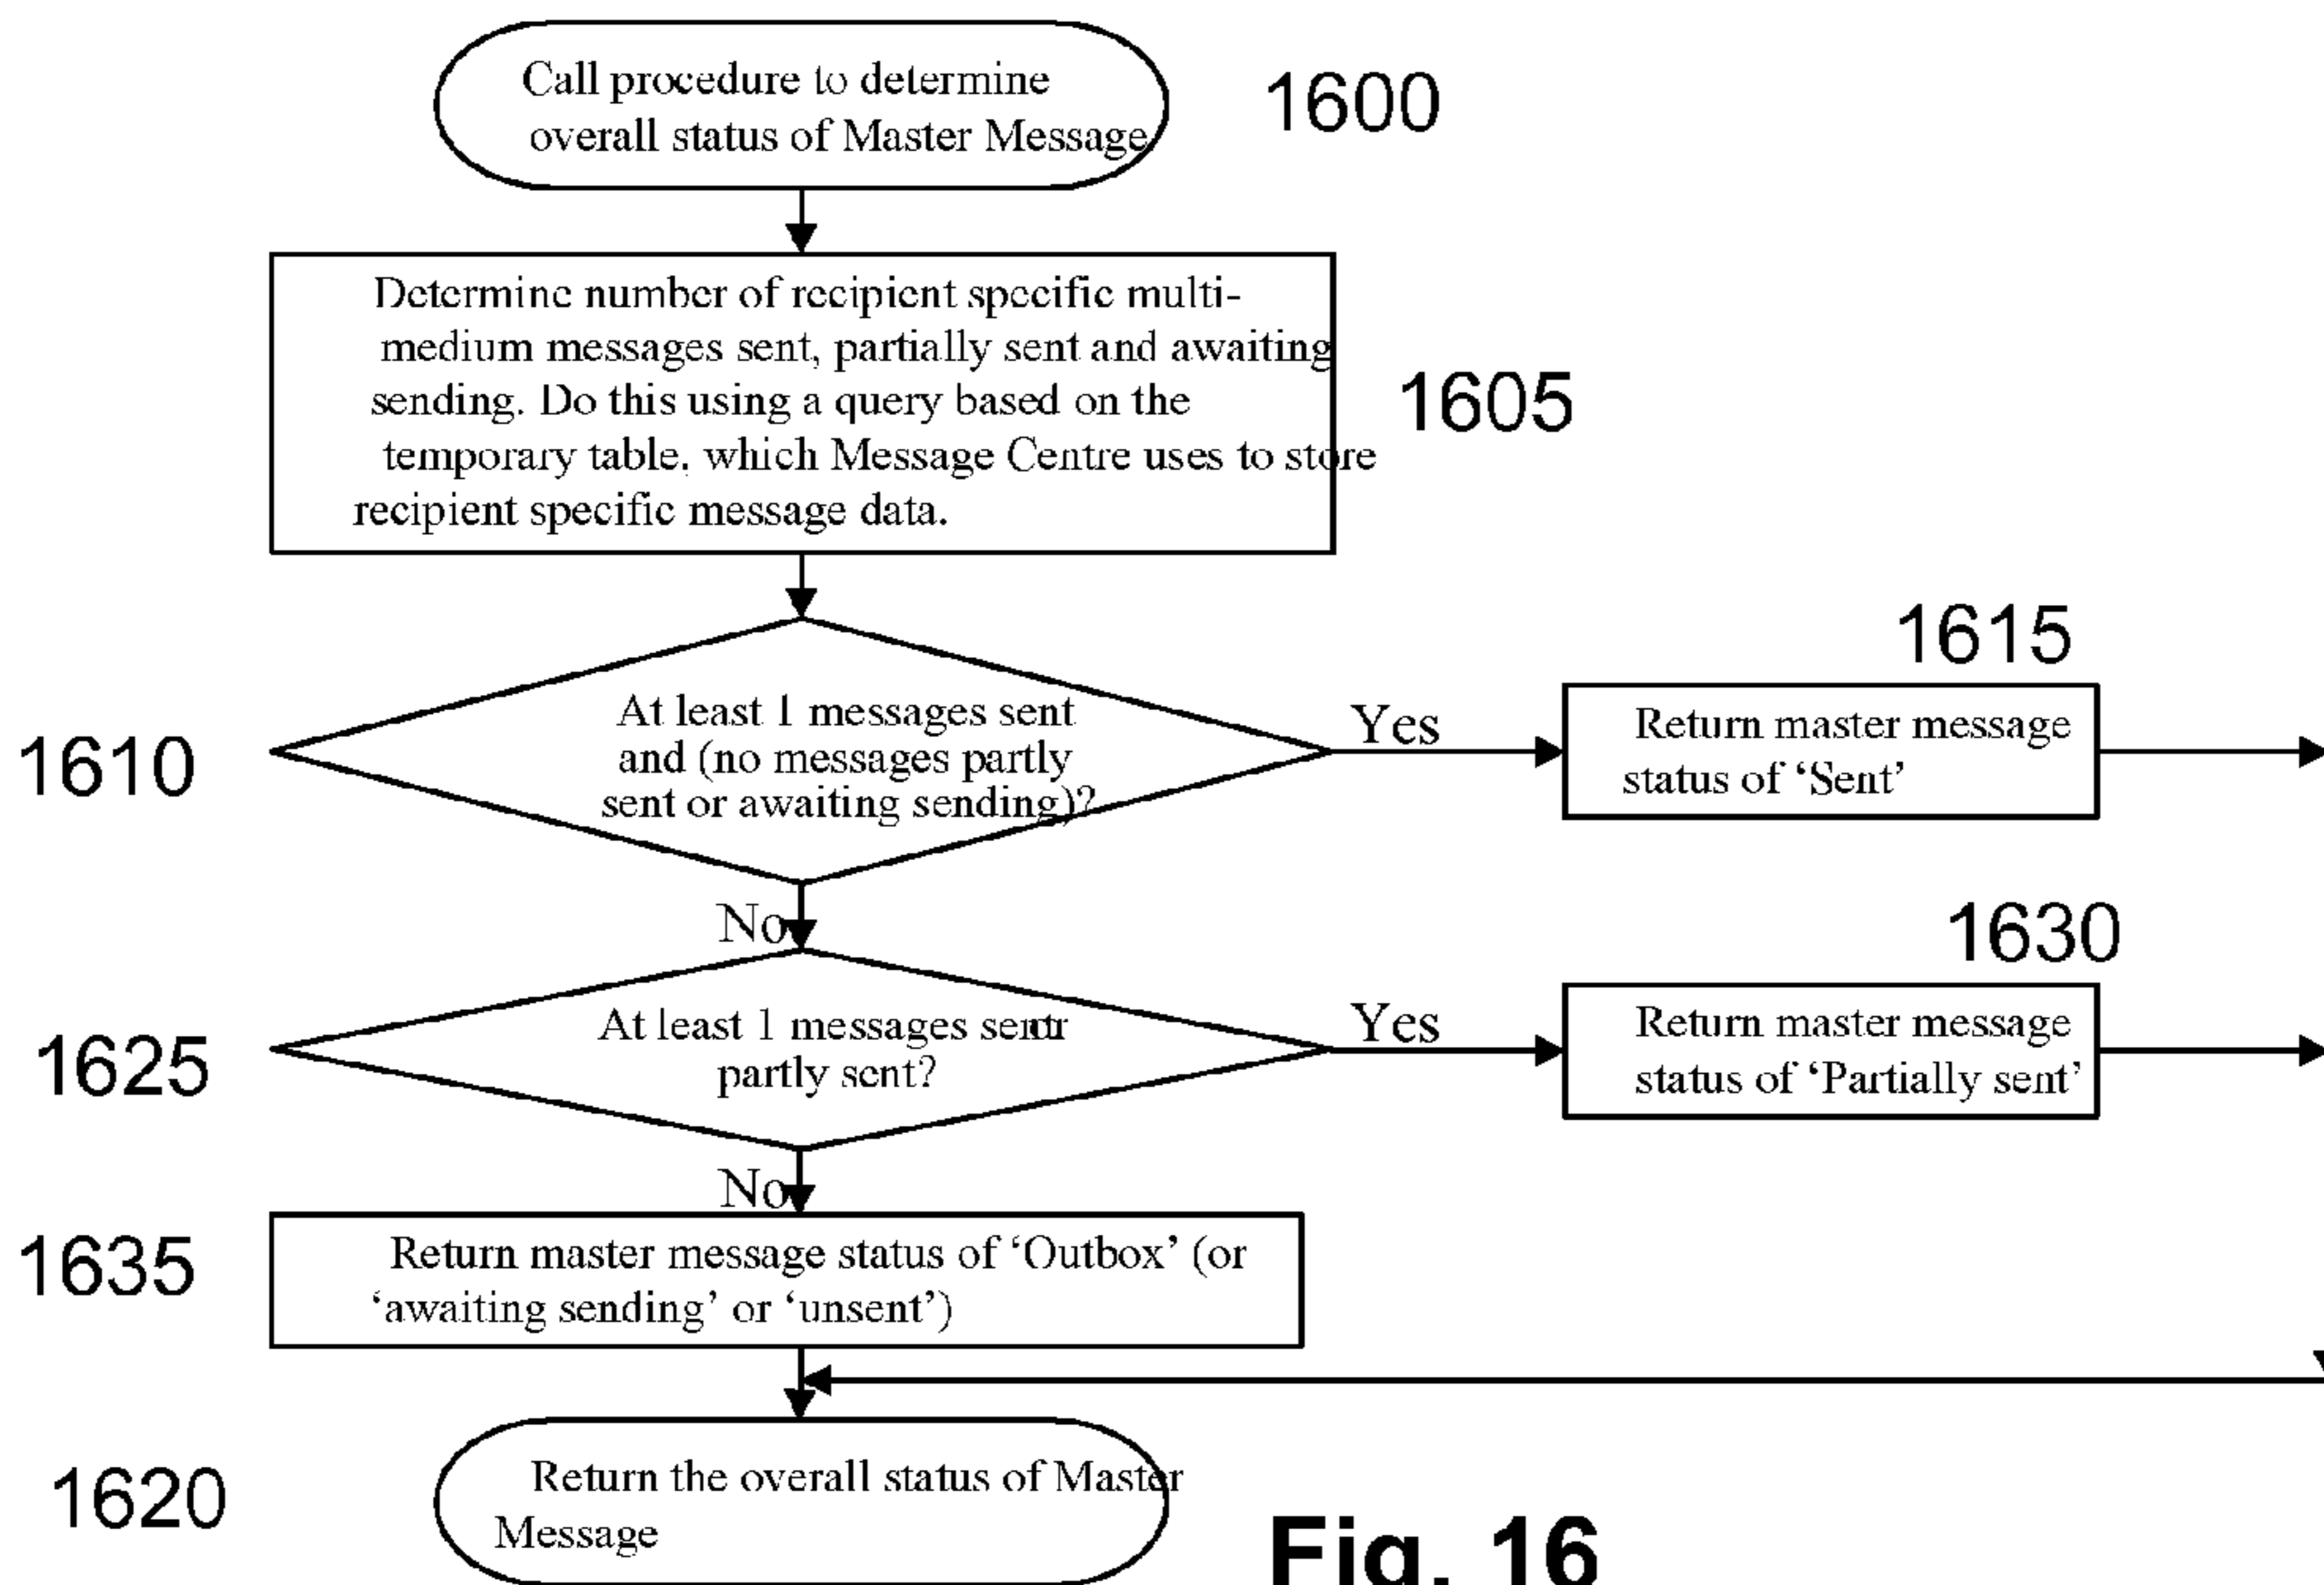 Call procedure to determine
overall status of Master Message
1600
Determine number of recipient specific multi-
medium messages sent, partially sent and awaiting
sending. Do this using a query based on the
temporary table, which Message Centre uses to store
recipient specific message data.
1605
1610
At least 1 messages sent
and (no messages partly
sent or awaiting sending)?
Yes
1615
Return master message
status of ‘Sent’
No
1625
At least 1 messages
partly sent?
Yes
1630
Return master message
status of ‘Partially sent’
No
1635
Return master message status of ‘Outbox’ (or
‘awaiting sending’ or ‘unsent’)
1620
Return the overall status of Master
Message
Fig. 16